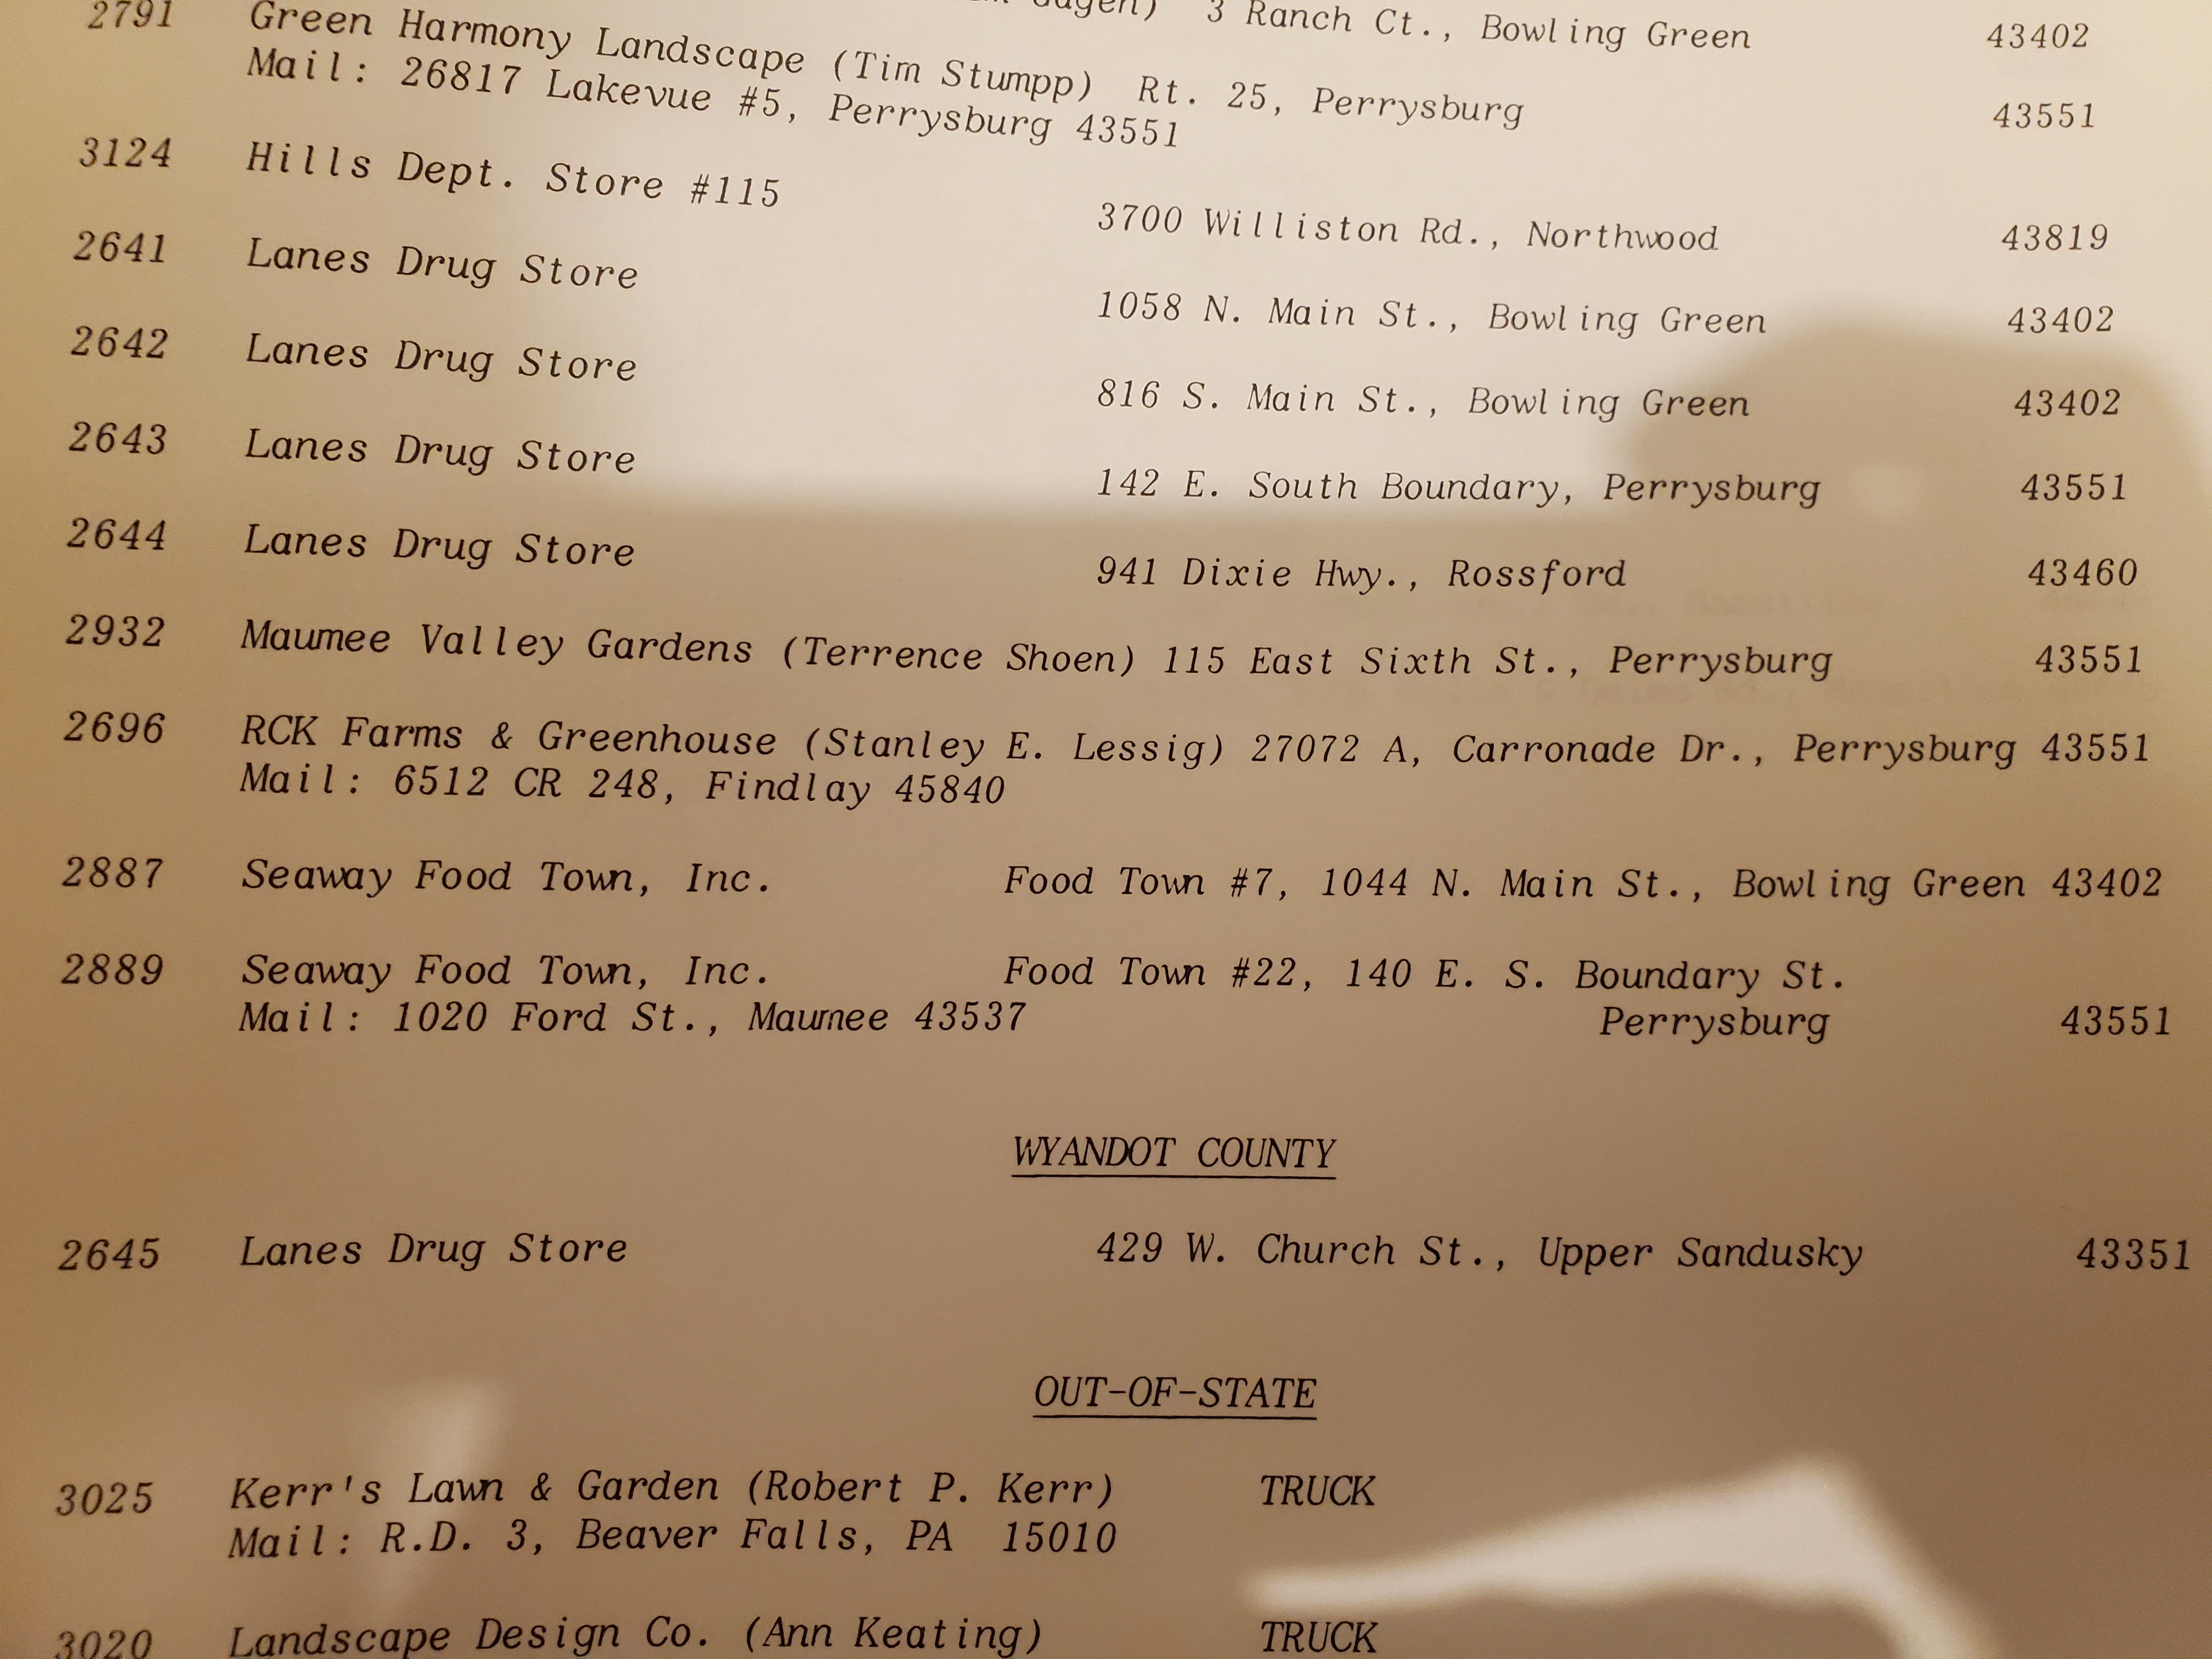 3 Ranch Ct., Bowling Green 43402
2791 Green Harmony Landscape (Tim Stumpp) Rt. 25, Perrysburg 43551
Mail: 26817 Lakevue #5, Perrysburg 43551
3124 Hills Dept. Store #115 3700 Williston Rd., Northwood 43819
2641 Lanes Drug Store 1058 N. Main St., Bowling Green 43402
2642 Lanes Drug Store 816 S. Main St., Bowling Green 43402
2643 Lanes Drug Store 142 E. South Boundary, Perrysburg 43551
2644 Lanes Drug Store 941 Dixie Hwy., Rossford 43460
2932 Maumee Valley Gardens (Terrence Shoen) 115 East Sixth St., Perrysburg 43551
2696 RCK Farms & Greenhouse (Stanley E. Lessig) 27072 A, Carronade Dr., Perrysburg 43551
Mail: 6512 CR 248, Findlay 45840
2887 Seaway Food Town, Inc. Food Town #7, 1044 N. Main St., Bowling Green 43402
2889 Seaway Food Town, Inc. Food Town #22, 140 E. S. Boundary St.
Mail: 1020 Ford St., Maumee 43537 Perrysburg 43551
WYANDOT COUNTY
2645 Lanes Drug Store 429 W. Church St., Upper Sandusky 43351
OUT-OF-STATE
3025 Kerr's Lawn & Garden (Robert P. Kerr) TRUCK
Mail: R.D. 3, Beaver Falls, PA 15010
3020 Landscape Design Co. (Ann Keating) TRUCK